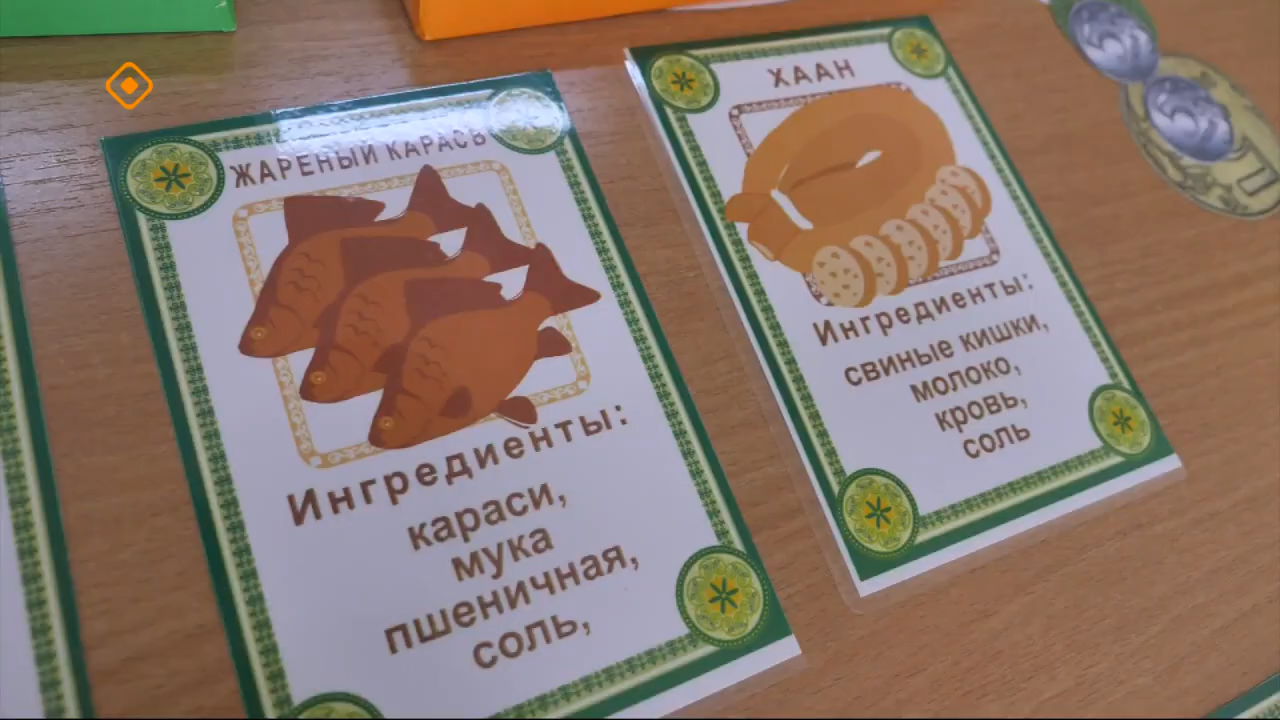 ЖАРЕНЫЙ КАРАСЬ
Ингредиенты:
караси,
мука
пшеничная,
соль,
ХААН
Ингредиенты:
свиные кишки,
молоко,
кровь,
соль